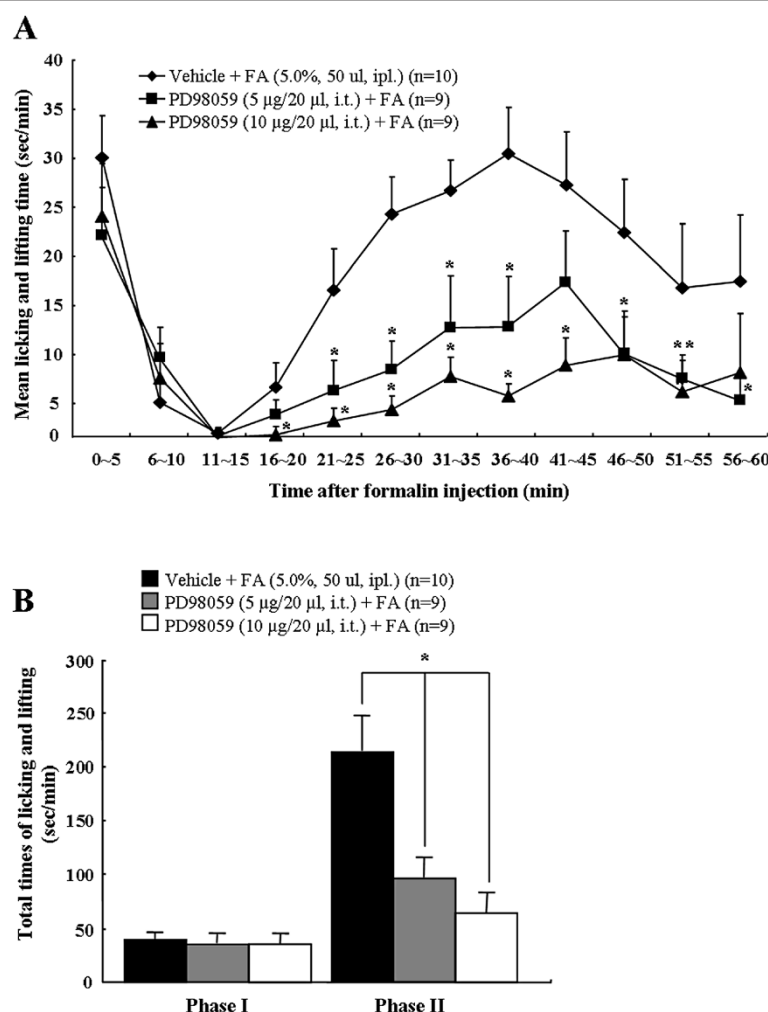 A
40
35
30
25
20
15
10
5
0
Mean licking and lifting time (sec/min)
Vehicle + FA (5.0%, 50 ul, ipl.) (n=10)
PD98059 (5 µg/20 µl, i.t.) + FA (n=9)
PD98059 (10 µg/20 µl, i.t.) + FA (n=9)
* * * * * * * * * * * ** *
0~5 6~10 11~15 16~20 21~25 26~30 31~35 36~40 41~45 46~50 51~55 56~60
Time after formalin injection (min)
B
Vehicle + FA (5.0%, 50 ul, ipl.) (n=10)
PD98059 (5 µg/20 µl, i.t.) + FA (n=9)
PD98059 (10 µg/20 µl, i.t.) + FA (n=9)
300
250
200
150
100
50
0
Total times of licking and lifting
(sec/min)
*
Phase I Phase II